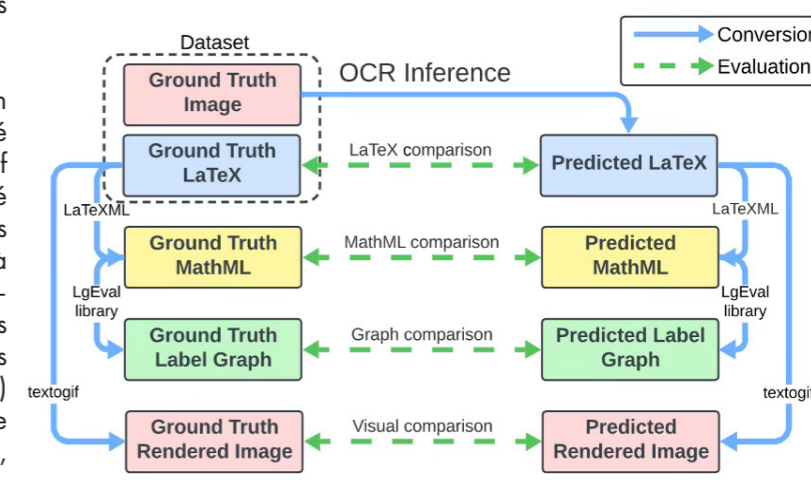 s
n
é
f
é
s
à
-
s
s
)
e
,
Dataset
Ground Truth
Image
OCR Inference
Conversion
Evaluation
Ground Truth
LaTeX
LaTeX comparison
Predicted LaTeX
LaTeXML
LaTeXML
Ground Truth
MathML
MathML comparison
Predicted
MathML
LgEval
library
LgEval
library
Ground Truth
Label Graph
Graph comparison
Predicted Label
Graph
textogif
textogif
Ground Truth
Rendered Image
Visual comparison
Predicted
Rendered Image